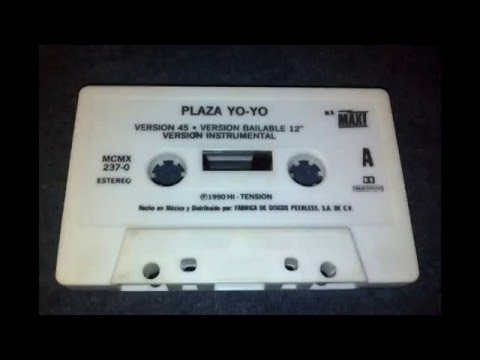 PLAZA YO-YO
M.R. MAXI
VERSION 45 • VERSION BAILABLE 12"
VERSION INSTRUMENTAL
MCMX
237-0
ESTEREO
A
Ⓟ1990 HI - TENSION
Hecho en México y Distribuido por: FABRICA DE DISCOS PEERLESS, S.A. DE C.V.